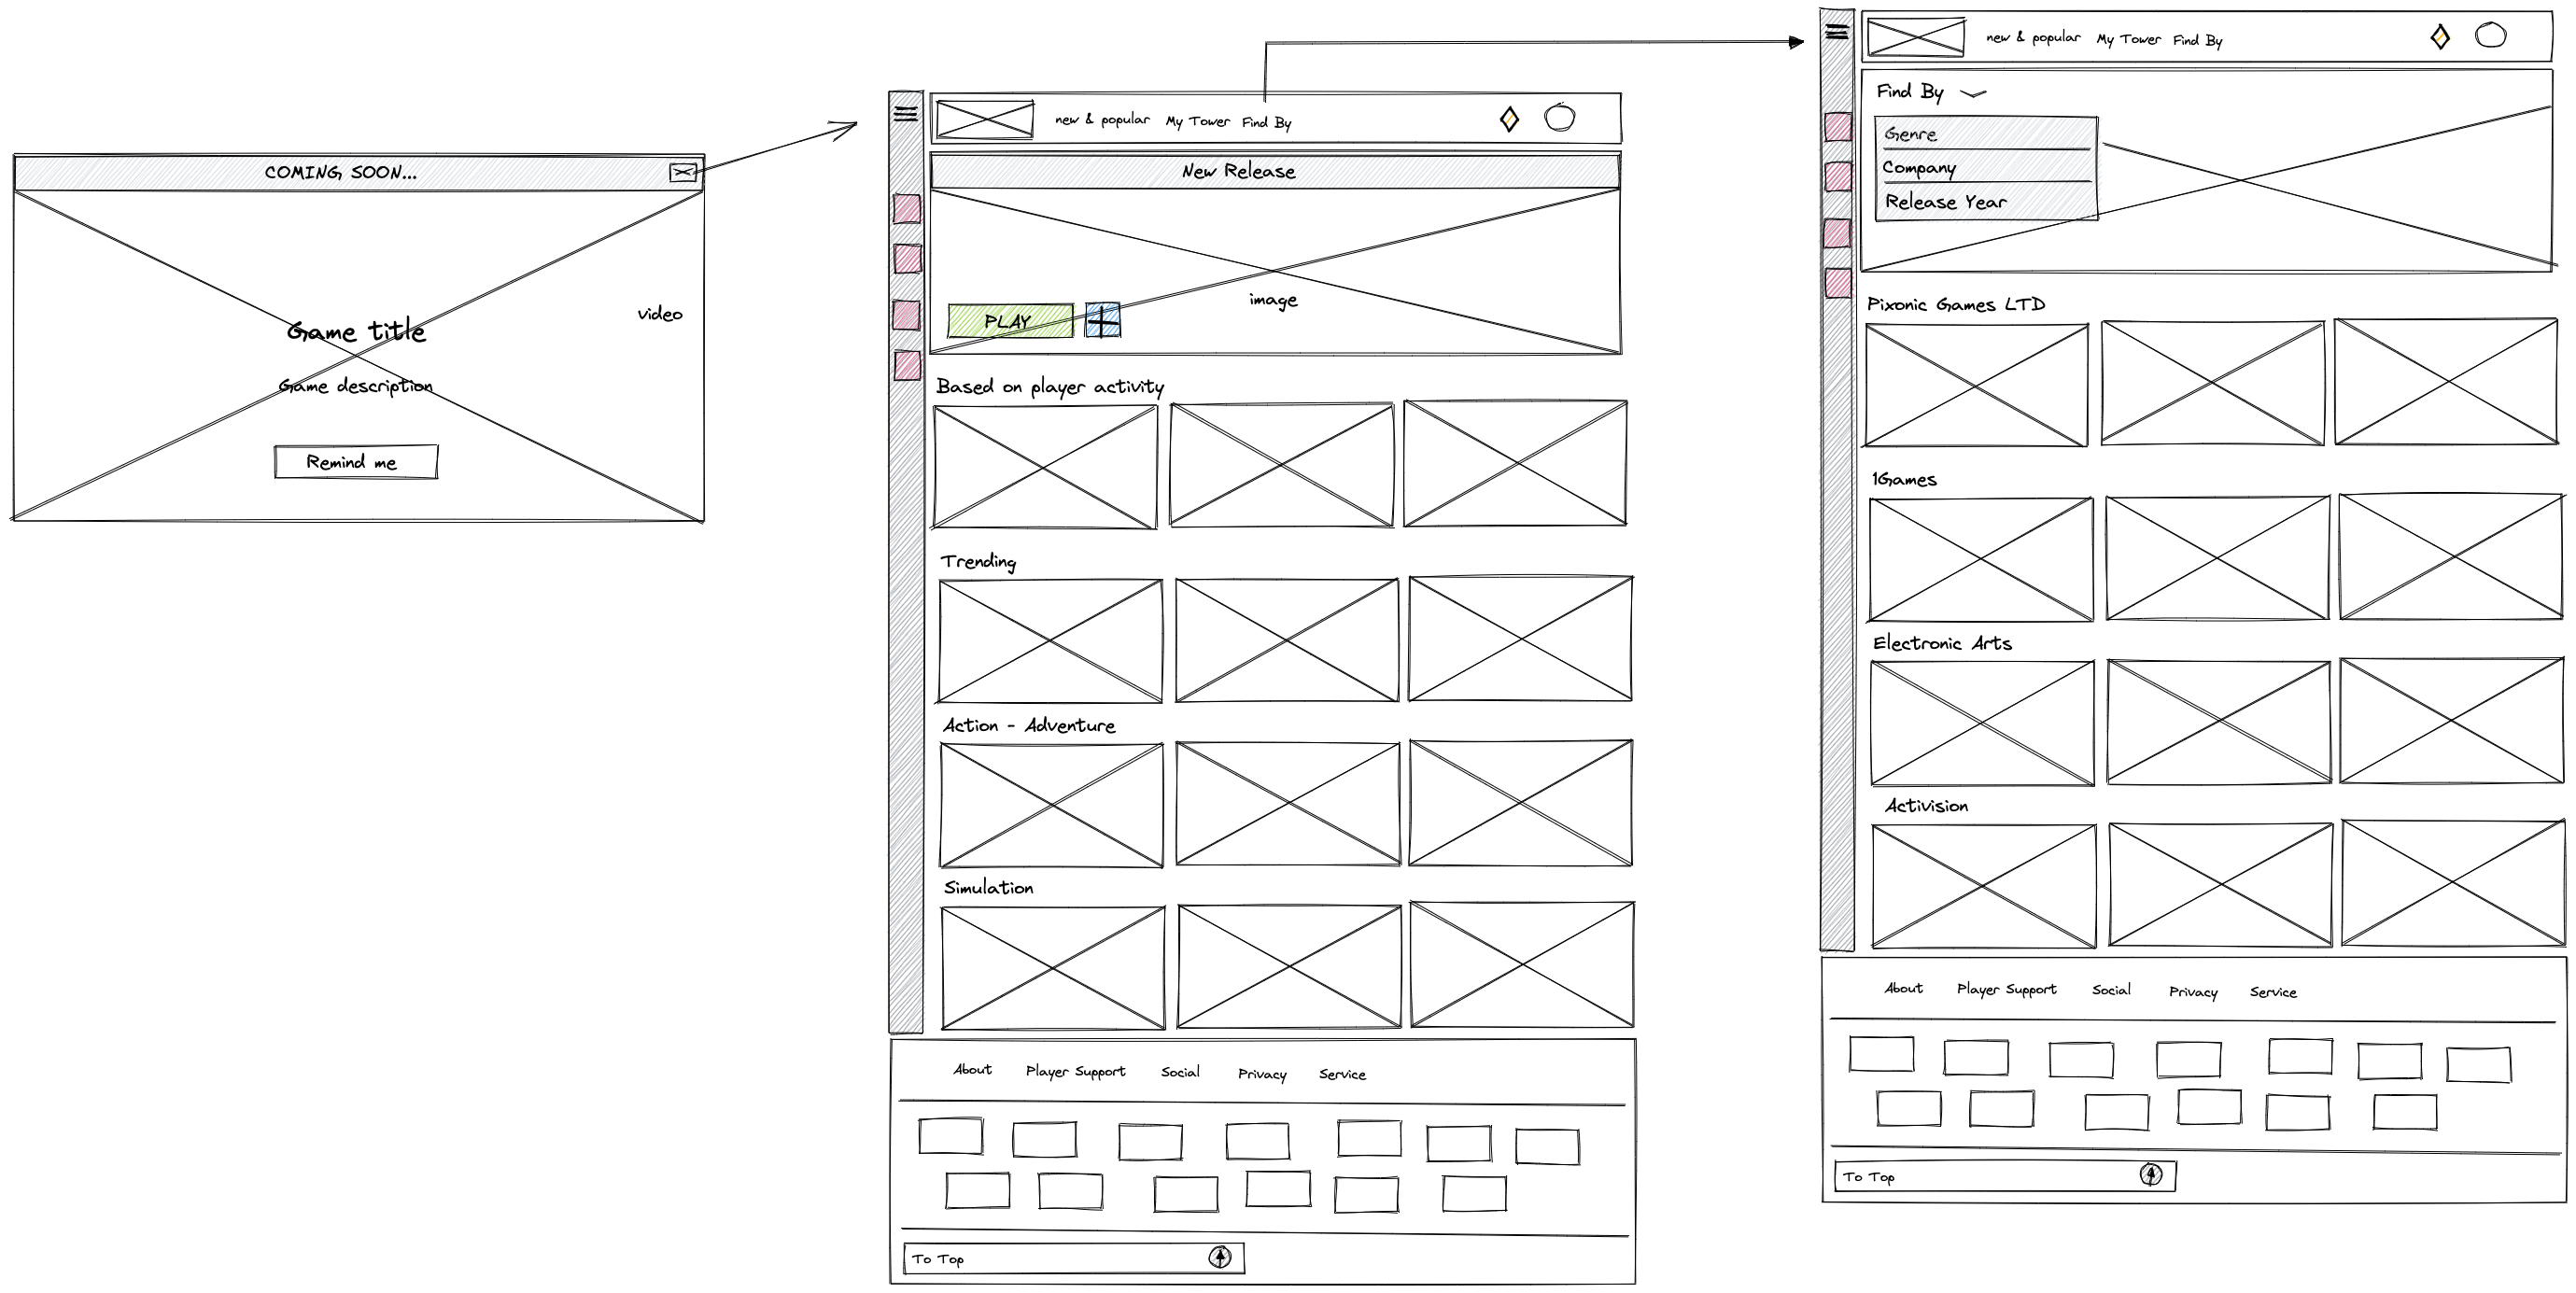 COMING SOON...
Game title
video
Game description
Remind me
new & popular My Tower Find By
New Release
image
PLAY
Based on player activity
Trending
Action - Adventure
Simulation
About Player Support Social Privacy Service
To Top
new & popular My Tower Find By
Find By
Genre
Company
Release Year
Pixonic Games LTD
1Games
Electronic Arts
Activision
About Player Support Social Privacy Service
To Top